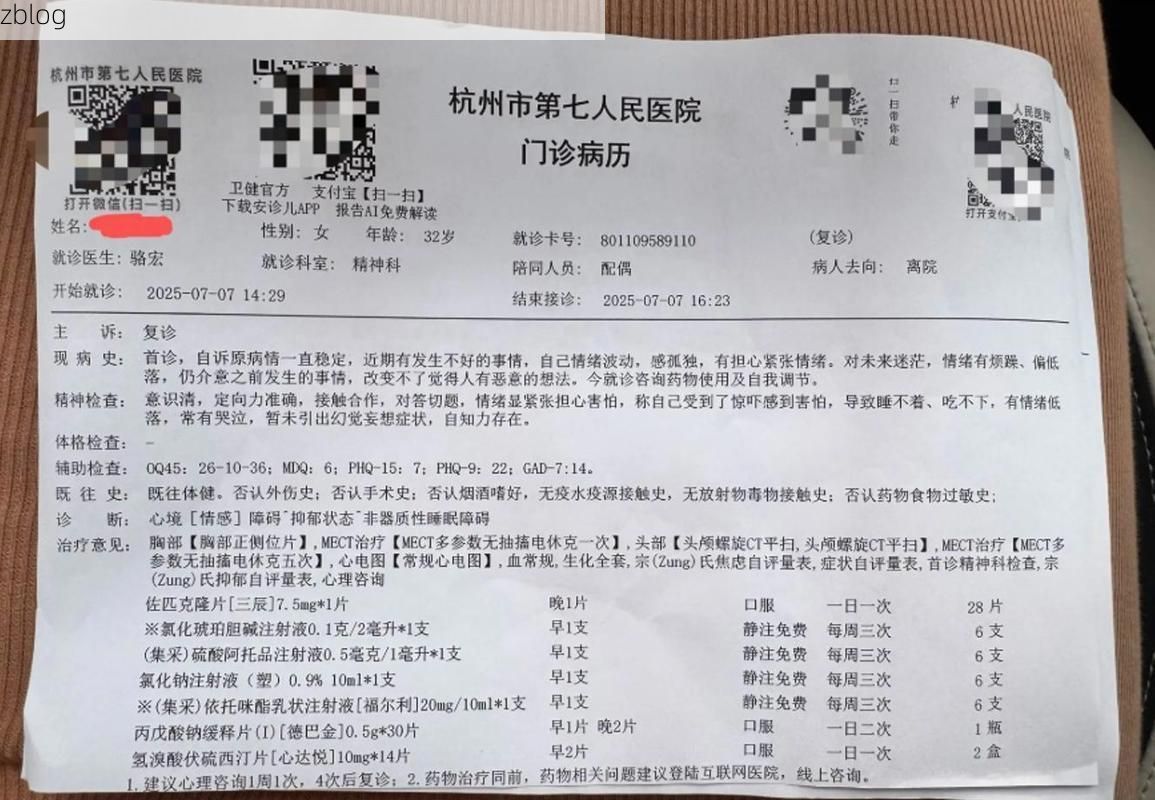 zblog
杭州市第七人民医院
打开微信(扫一扫)
卫健官方 支付宝【扫一扫】
下载安诊儿APP 报告AI免费解读
杭州市第七人民医院
门诊病历
扫一扫带你走
人民医院
打开支付宝
姓名: 性别: 女 年龄: 32岁 就诊卡号: 801109589110 (复诊)
就诊医生: 骆宏 就诊科室: 精神科 陪同人员: 配偶 病人去向: 离院
开始就诊: 2025-07-07 14:29 结束接诊: 2025-07-07 16:23
主 诉: 复诊
现 病 史: 首诊，自诉原病情一直稳定，近期有发生不好的事情，自己情绪波动，感孤独，有担心紧张情绪。对未来迷茫，情绪有烦躁、偏低
落，仍介意之前发生的事情，改变不了觉得人有恶意的想法。今就诊咨询药物使用及自我调节。
精神检查: 意识清，定向力准确，接触合作，对答切题，情绪显紧张担心害怕，称自己受到了惊吓感到害怕，导致睡不着、吃不下，有情绪低
落，常有哭泣，暂未引出幻觉妄想症状，自知力存在。
体格检查: -
辅助检查: OQ45: 26-10-36; MDQ: 6; PHQ-15: 7; PHQ-9: 22; GAD-7:14。
既 往 史: 既往体健。否认外伤史; 否认手术史; 否认烟酒嗜好，无疫水疫源接触史，无放射物毒物接触史; 否认药物食物过敏史;
诊 断: 心境［情感］障碍^抑郁状态^非器质性睡眠障碍
治疗意见: 胸部【胸部正侧位片】,MECT治疗【MECT多参数无抽搐电休克一次】,头部【头颅螺旋CT平扫,头颅螺旋CT平扫】,MECT治疗【MECT多
参数无抽搐电休克五次】,心电图【常规心电图】,血常规,生化全套,宗(Zung)氏焦虑自评量表,症状自评量表,首诊精神科检查,宗
(Zung)氏抑郁自评量表,心理咨询
佐匹克隆片[三辰]7.5mg*1片 晚1片 口服 一日一次 28 片
※氯化琥珀胆碱注射液0.1克/2毫升*1支 早1支 静注免费 每周三次 6 支
(集采)硫酸阿托品注射液0.5毫克/1毫升*1支 早1支 静注免费 每周三次 6 支
氯化钠注射液（塑）0.9% 10ml*1支 早1支 静注免费 每周三次 6 支
※(集采)依托咪酯乳状注射液[福尔利]20mg/10ml*1支 早1支 静注免费 每周三次 6 支
丙戊酸钠缓释片(I)[德巴金]0.5g*30片 早1片 晚2片 口服 一日二次 1 瓶
氢溴酸伏硫西汀片[心达悦]10mg*14片 早2片 口服 一日一次 2 盒
1.建议心理咨询1周1次，4次后复诊; 2.药物治疗同前，药物相关问题建议登陆互联网医院，线上咨询。